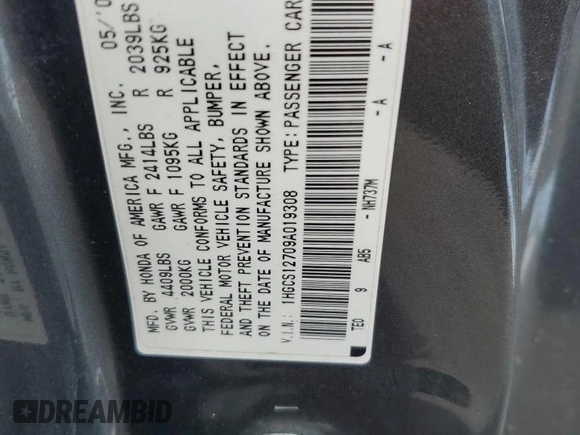 MFD. BY HONDA OF AMERICA MFG., INC. 05/'0
GVWR 4409LBS GAWR F 2414LBS R 2039LBS
GVWR 2000KG GAWR F 1095KG R 925KG
THIS VEHICLE CONFORMS TO ALL APPLICABLE
FEDERAL MOTOR VEHICLE SAFETY, BUMPER,
AND THEFT PREVENTION STANDARDS IN EFFECT
ON THE DATE OF MANUFACTURE SHOWN ABOVE.
V.I.N.: 1HGCS12709A019308 TYPE: PASSENGER CAR
TE0 9 AB5 - NH737M - A - A
DREAMBID